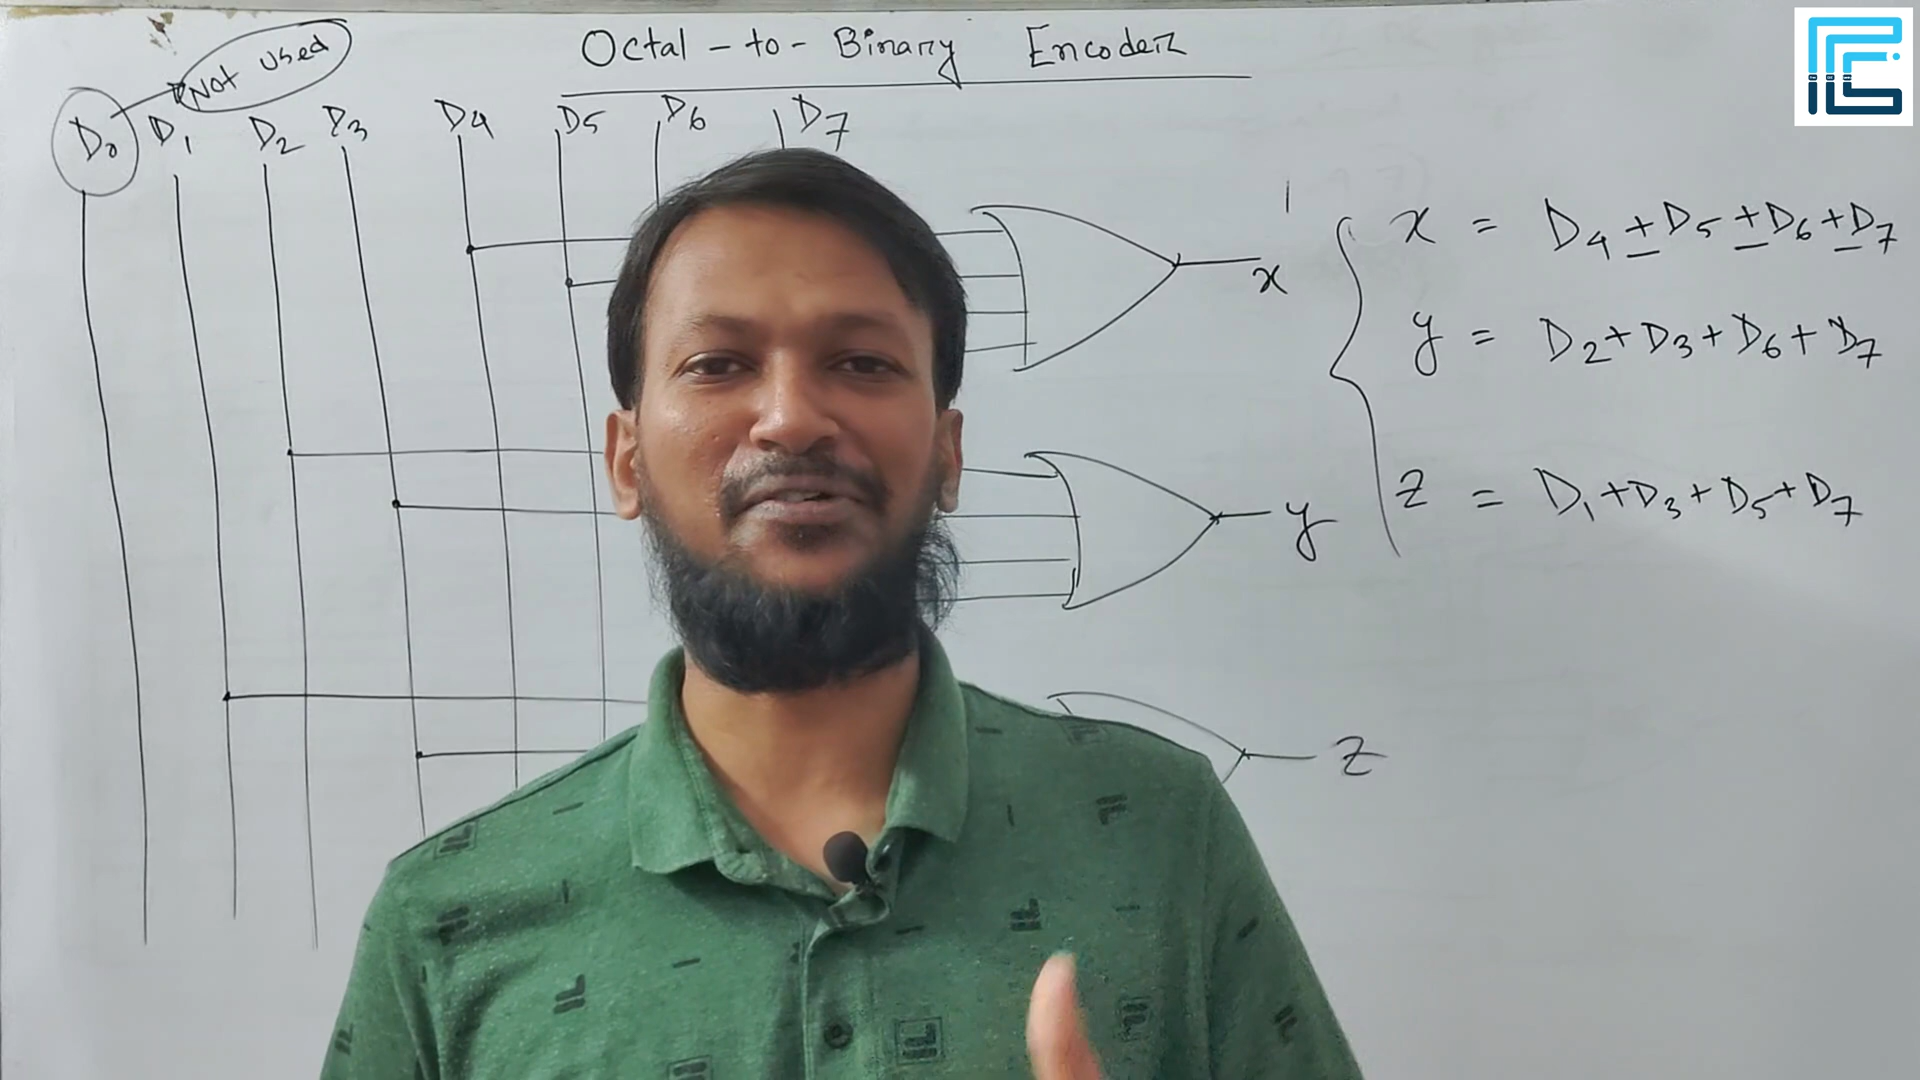 Octal-to-Binary Encoder
Not used
D₀ D₁ D₂ D₃ D₄ D₅ D₆ D₇
x
x = D₄+D₅+D₆+D₇
y = D₂+D₃+D₆+D₇
y
z = D₁+D₃+D₅+D₇
z